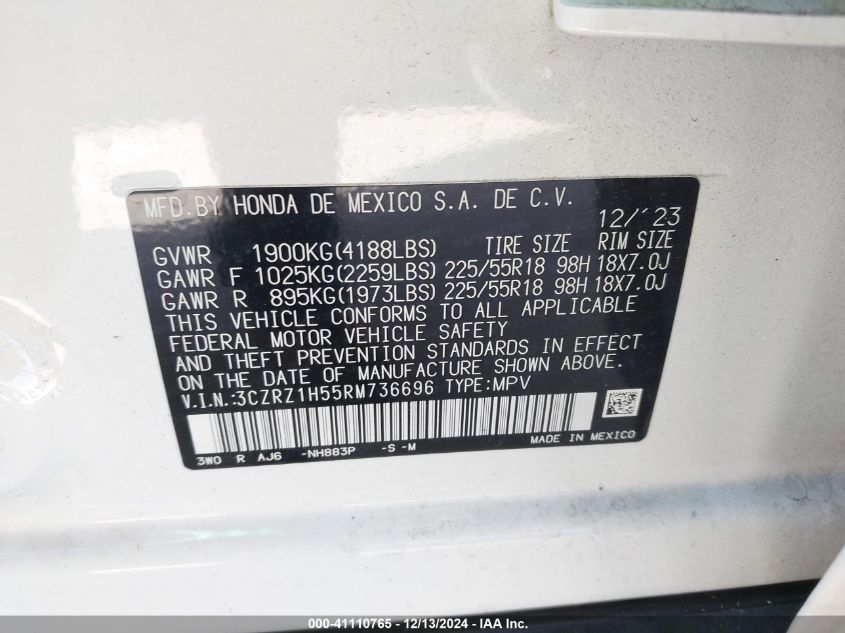 MFD.BY HONDA DE MEXICO S.A. DE C.V. 12/'23
GVWR 1900KG(4188LBS) TIRE SIZE RIM SIZE
GAWR F 1025KG(2259LBS) 225/55R18 98H 18X7.0J
GAWR R 895KG(1973LBS) 225/55R18 98H 18X7.0J
THIS VEHICLE CONFORMS TO ALL APPLICABLE
FEDERAL MOTOR VEHICLE SAFETY
AND THEFT PREVENTION STANDARDS IN EFFECT
ON THE DATE OF MANUFACTURE SHOWN ABOVE.
V.I.N.:3CZRZ1H55RM736696 TYPE:MPV
3W0 R AJ6 -NH883P -S -M MADE IN MEXICO
000-41110765 - 12/13/2024 - IAA Inc.